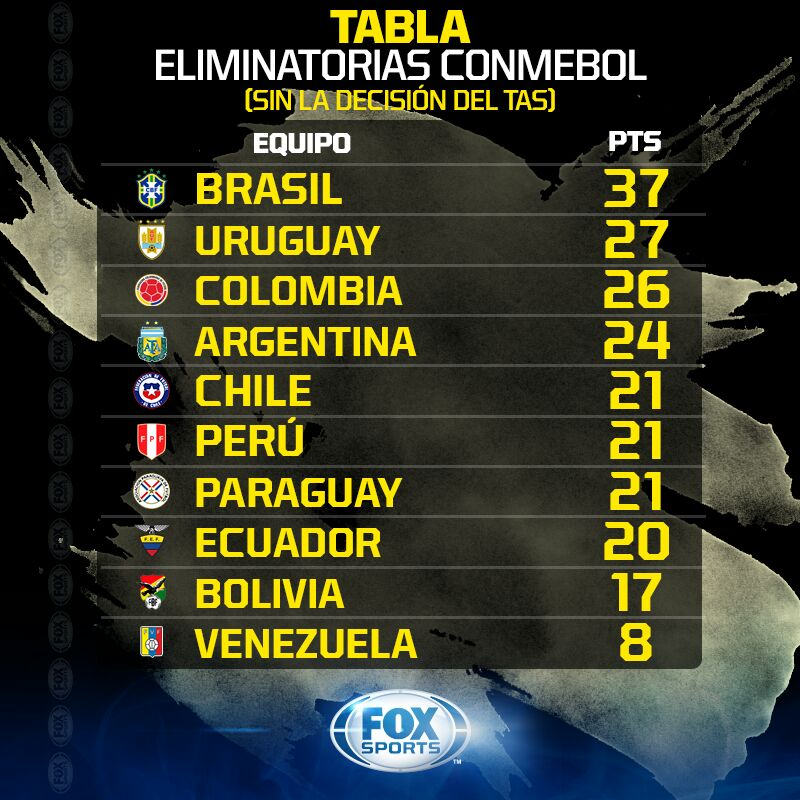 TABLA
ELIMINATORIAS CONMEBOL
(SIN LA DECISIÓN DEL TAS)
EQUIPO PTS
BRASIL 37
URUGUAY 27
COLOMBIA 26
ARGENTINA 24
CHILE 21
PERÚ 21
PARAGUAY 21
ECUADOR 20
BOLIVIA 17
VENEZUELA 8
FOX
SPORTS